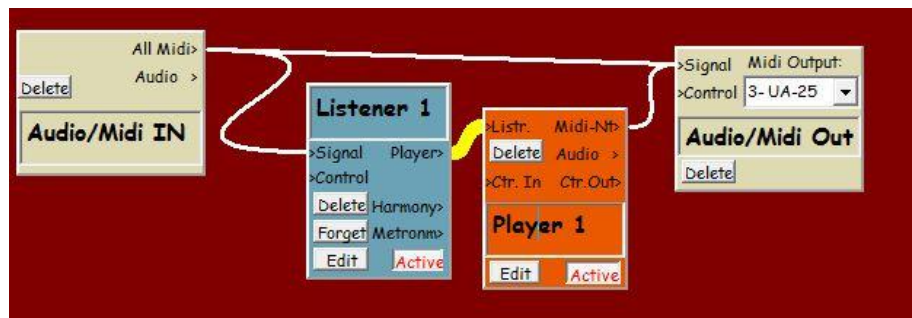 All Midi>
Audio >
Delete
Audio/Midi IN
Listener 1
>Signal Player>
>Control
Delete Harmony>
Forget Metronm>
Edit Active
>Listr. Midi-Nt>
Delete Audio >
>Ctr. In Ctr.Out>
Player 1
Edit Active
>Signal Midi Output:
>Control 3- UA-25
Audio/Midi Out
Delete